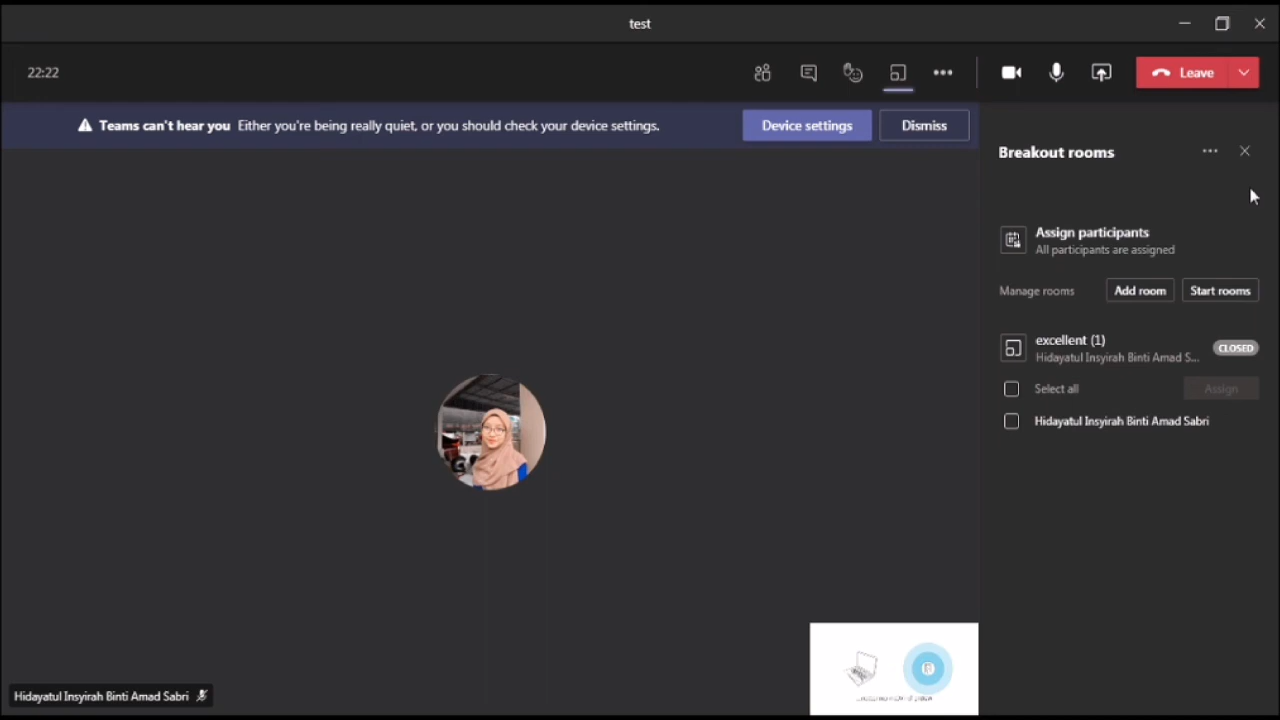 test
22:22
Leave
Teams can't hear you Either you're being really quiet, or you should check your device settings.
Device settings
Dismiss
Breakout rooms
Assign participants
All participants are assigned
Manage rooms
Add room
Start rooms
excellent (1)
Hidayatul Insyirah Binti Amad S...
CLOSED
Select all
Assign
Hidayatul Insyirah Binti Amad Sabri
Hidayatul Insyirah Binti Amad Sabri